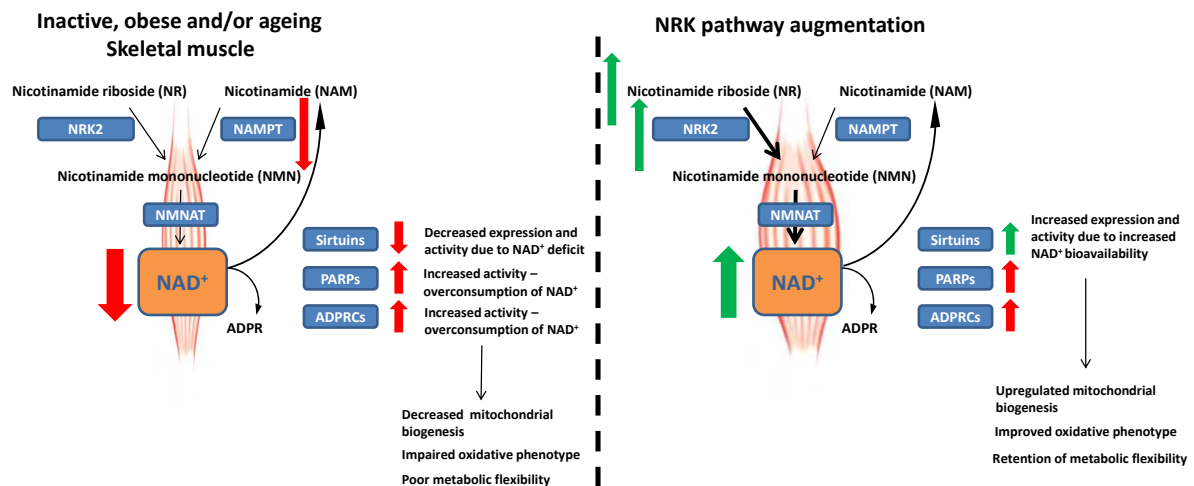 Inactive, obese and/or ageing
Skeletal muscle
Nicotinamide riboside (NR)
Nicotinamide (NAM)
NRK2
NAMPT
Nicotinamide mononucleotide (NMN)
NMNAT
NAD⁺
ADPR
Sirtuins
Decreased expression and
activity due to NAD⁺ deficit
PARPs
Increased activity –
overconsumption of NAD⁺
ADPRCs
Increased activity –
overconsumption of NAD⁺
Decreased mitochondrial
biogenesis
Impaired oxidative phenotype
Poor metabolic flexibility
NRK pathway augmentation
Nicotinamide riboside (NR)
Nicotinamide (NAM)
NRK2
NAMPT
Nicotinamide mononucleotide (NMN)
NMNAT
NAD⁺
ADPR
Sirtuins
PARPs
ADPRCs
Increased expression and
activity due to increased
NAD⁺ bioavailability
Upregulated mitochondrial
biogenesis
Improved oxidative phenotype
Retention of metabolic flexibility